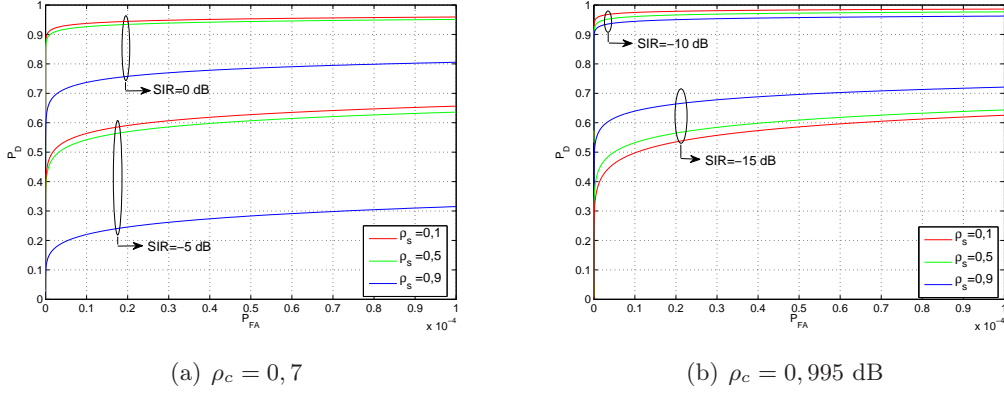 1
0.9
0.8
0.7
0.6
0.5
0.4
0.3
0.2
0.1
0
P_D
SIR=0 dB
SIR=−5 dB
ρ_s =0,1
ρ_s =0,5
ρ_s =0,9
0 0.1 0.2 0.3 0.4 0.5 0.6 0.7 0.8 0.9 1
P_FA
x 10^−4
(a) ρ_c = 0, 7
1
0.9
0.8
0.7
0.6
0.5
0.4
0.3
0.2
0.1
0
P_D
SIR=−10 dB
SIR=−15 dB
ρ_s =0,1
ρ_s =0,5
ρ_s =0,9
0 0.1 0.2 0.3 0.4 0.5 0.6 0.7 0.8 0.9 1
P_FA
x 10^−4
(b) ρ_c = 0, 995 dB